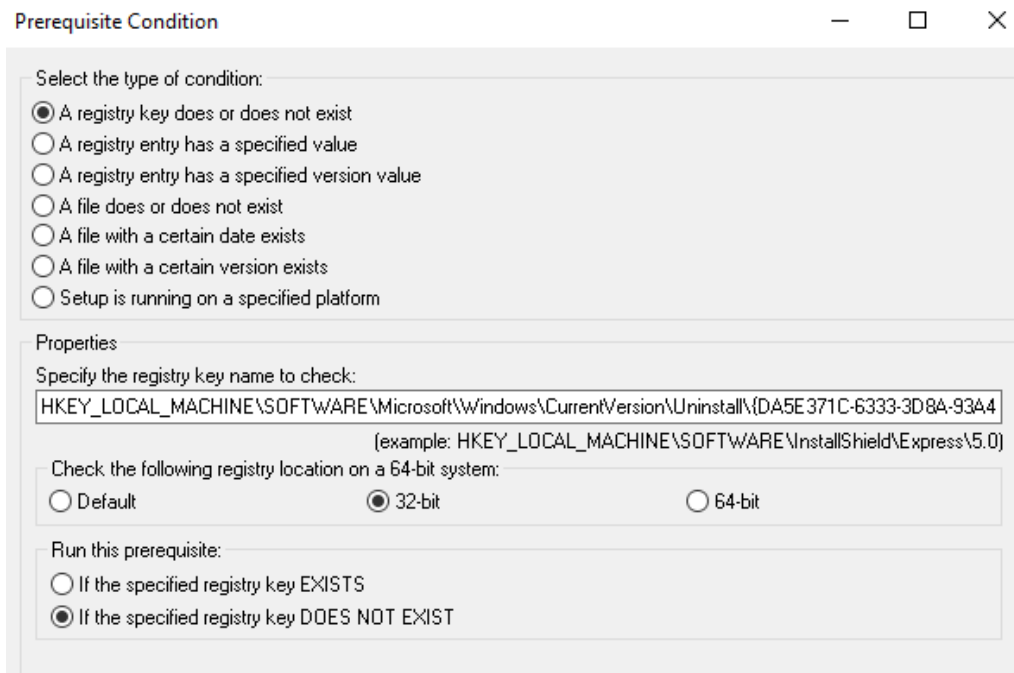 Prerequisite Condition
Select the type of condition:
A registry key does or does not exist
A registry entry has a specified value
A registry entry has a specified version value
A file does or does not exist
A file with a certain date exists
A file with a certain version exists
Setup is running on a specified platform
Properties
Specify the registry key name to check:
HKEY_LOCAL_MACHINE\SOFTWARE\Microsoft\Windows\CurrentVersion\Uninstall\{DA5E371C-6333-3D8A-93A4
(example: HKEY_LOCAL_MACHINE\SOFTWARE\InstallShield\Express\5.0)
Check the following registry location on a 64-bit system:
Default 32-bit 64-bit
Run this prerequisite:
If the specified registry key EXISTS
If the specified registry key DOES NOT EXIST